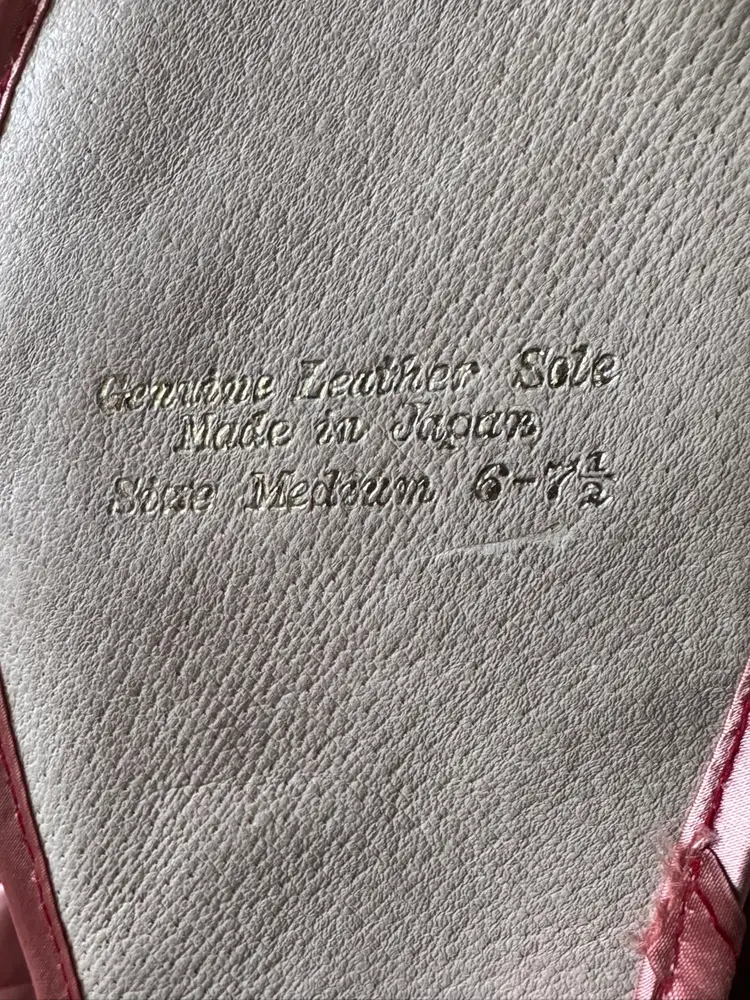 Genuine Leather Sole
Made in Japan
Size Medium 6-7½